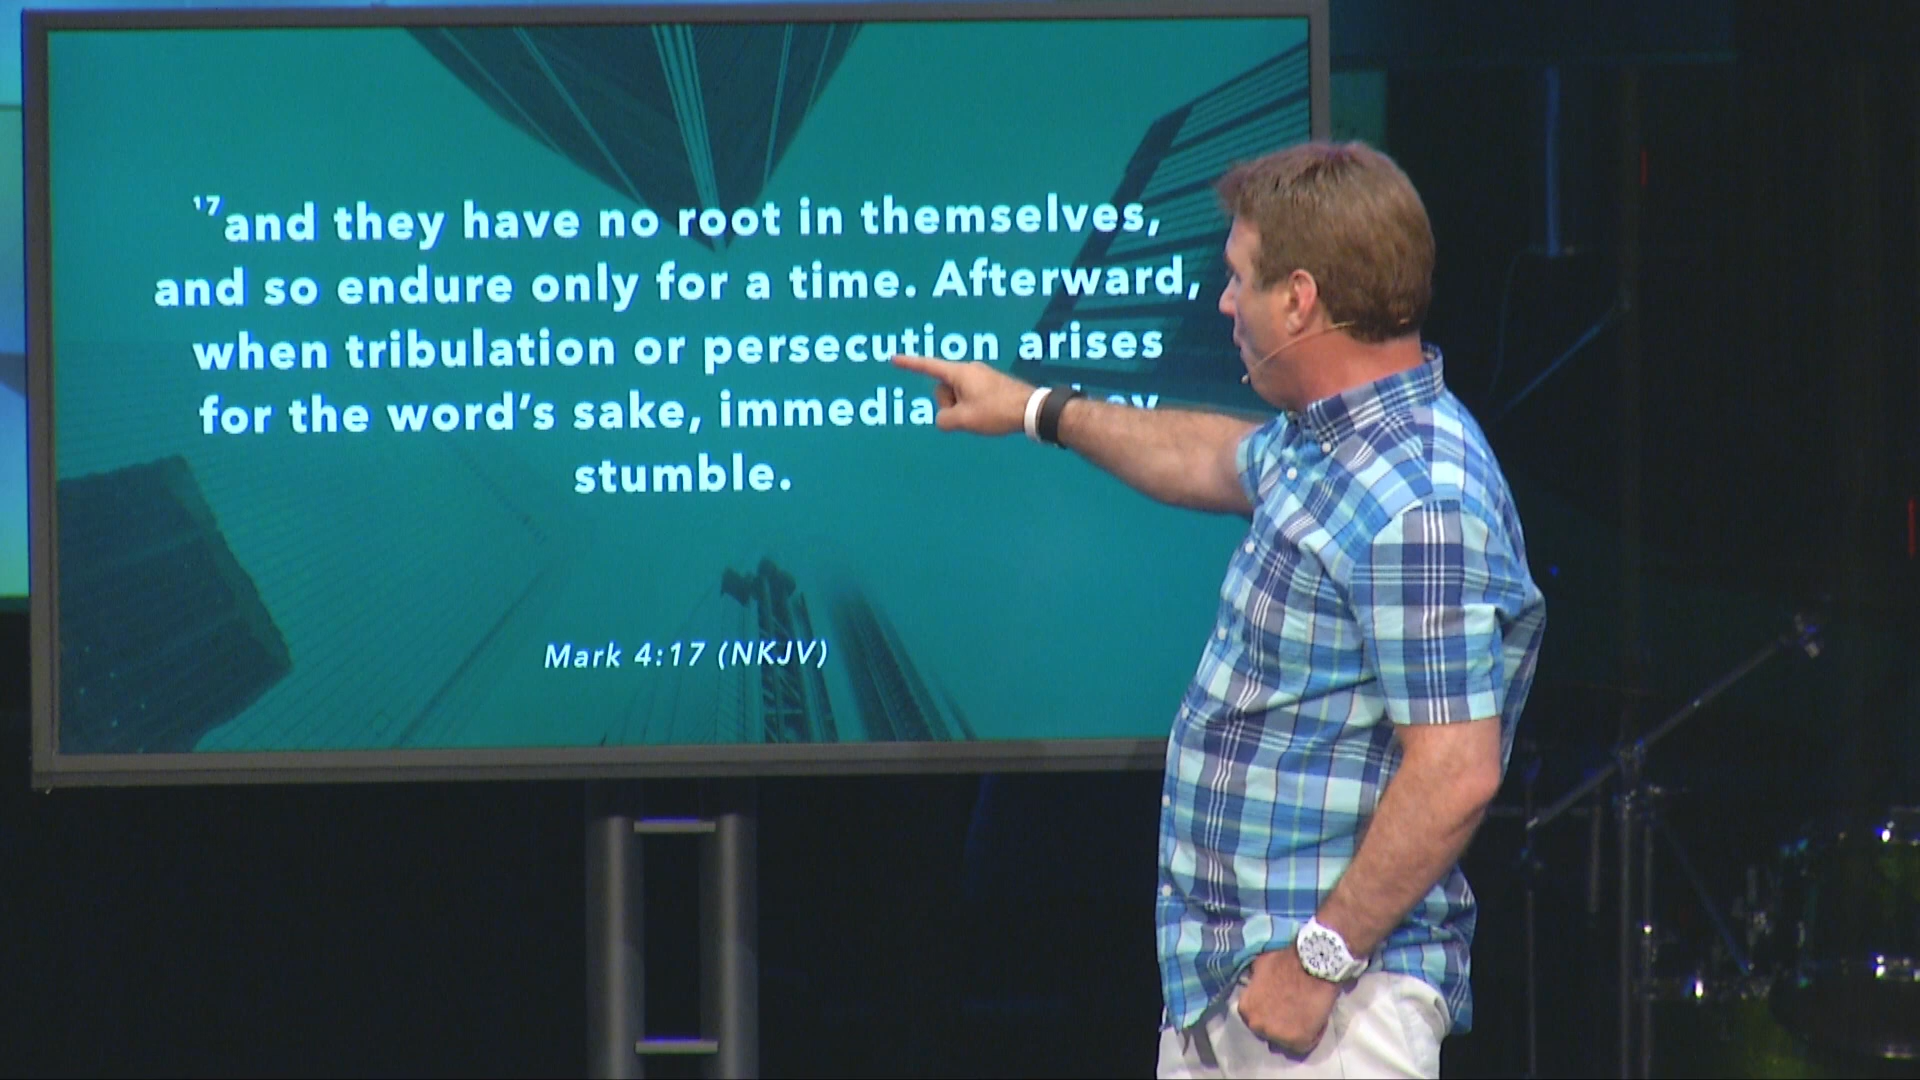 17and they have no root in themselves,
and so endure only for a time. Afterward,
when tribulation or persecution arises
for the word’s sake, immedia ey
stumble.
Mark 4:17 (NKJV)